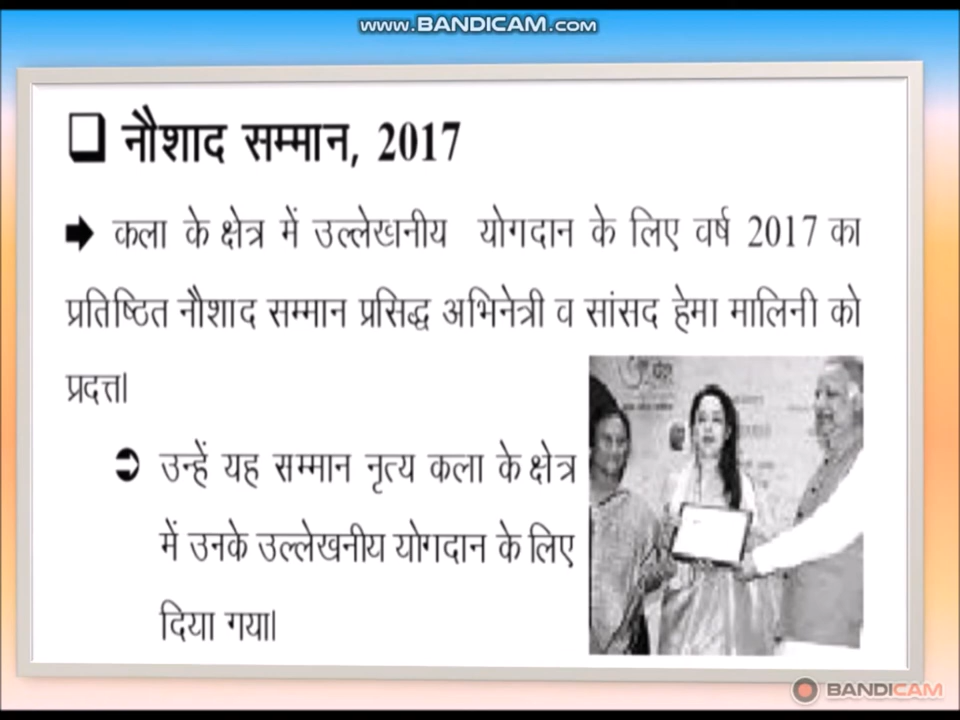 www.BANDICAM.com
❑ नौशाद सम्मान, 2017
➡ कला के क्षेत्र में उल्लेखनीय योगदान के लिए वर्ष 2017 का
प्रतिष्ठित नौशाद सम्मान प्रसिद्ध अभिनेत्री व सांसद हेमा मालिनी को
प्रदत्त।
➲ उन्हें यह सम्मान नृत्य कला के क्षेत्र
में उनके उल्लेखनीय योगदान के लिए
दिया गया।
BANDICAM